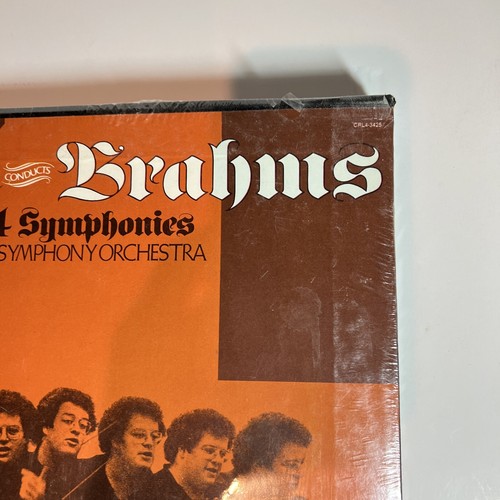 CRL4-3425
CONDUCTS Brahms
4 Symphonies
SYMPHONY ORCHESTRA